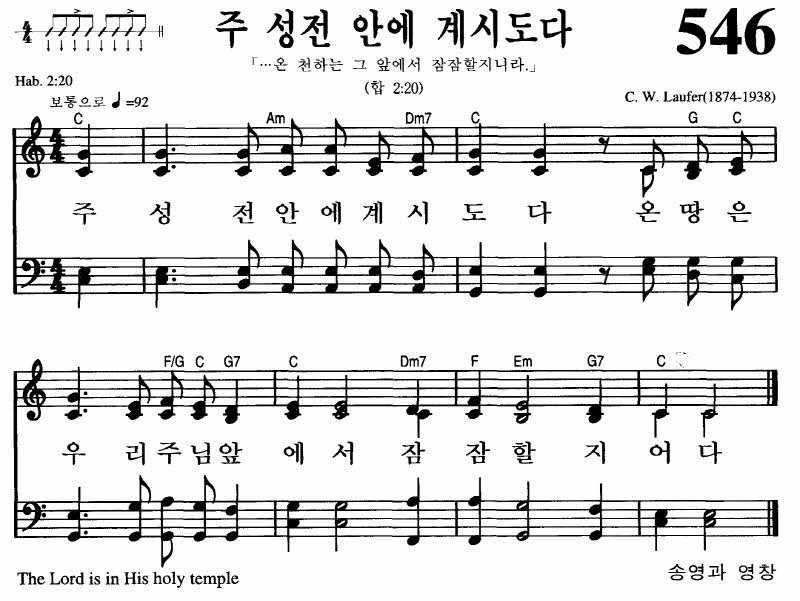 주 성전 안에 계시도다
546
「…온 천하는 그 앞에서 잠잠할지니라.」
(합 2:20)
Hab. 2:20
보통으로 ♩=92
C. W. Laufer(1874-1938)
C Am Dm7 C G C
4/4
주 성 전 안 에 계 시 도 다 온 땅 은
4/4
F/G C G7 C Dm7 F Em G7 C
우 리 주 님 앞 에 서 잠 잠 할 지 어 다
The Lord is in His holy temple
송영과 영창